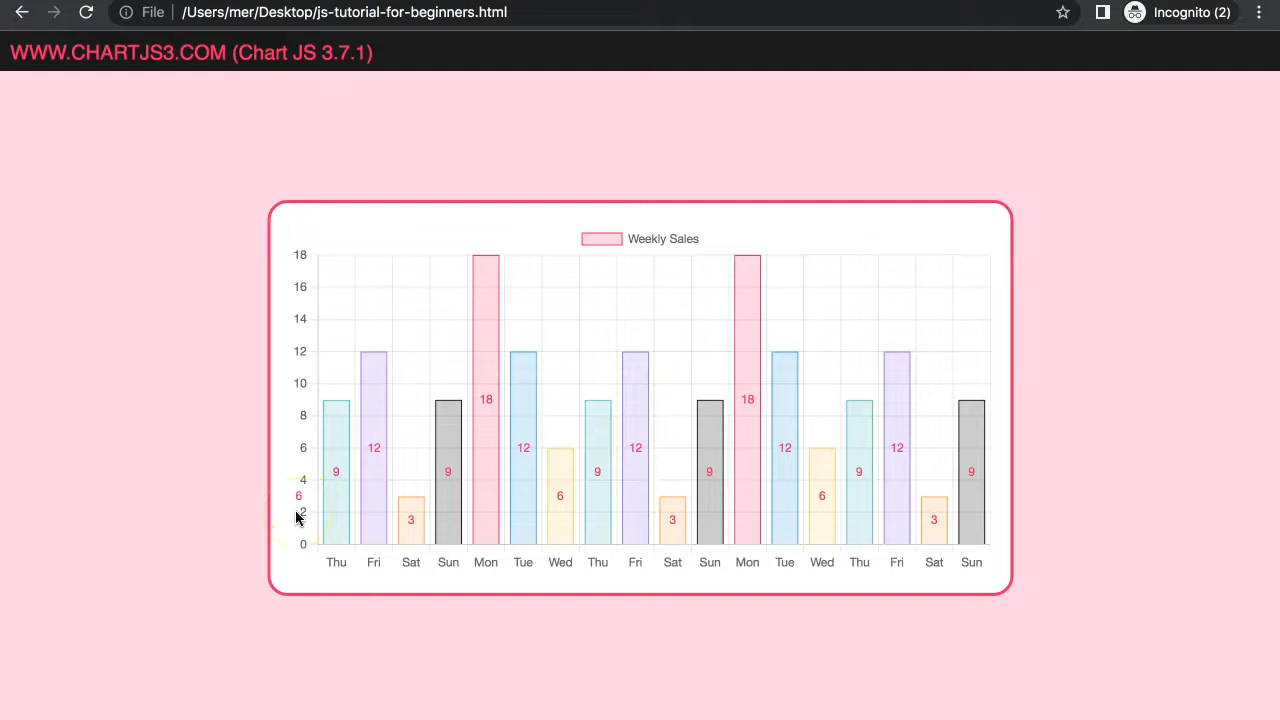 File /Users/mer/Desktop/js-tutorial-for-beginners.html Incognito (2)
WWW.CHARTJS3.COM (Chart JS 3.7.1)
Weekly Sales
18
16
14
12
10
8
6
4
2
0
6
9 12 3 9 18 12 6 9 12 3 9 18 12 6 9 12 3 9
Thu Fri Sat Sun Mon Tue Wed Thu Fri Sat Sun Mon Tue Wed Thu Fri Sat Sun